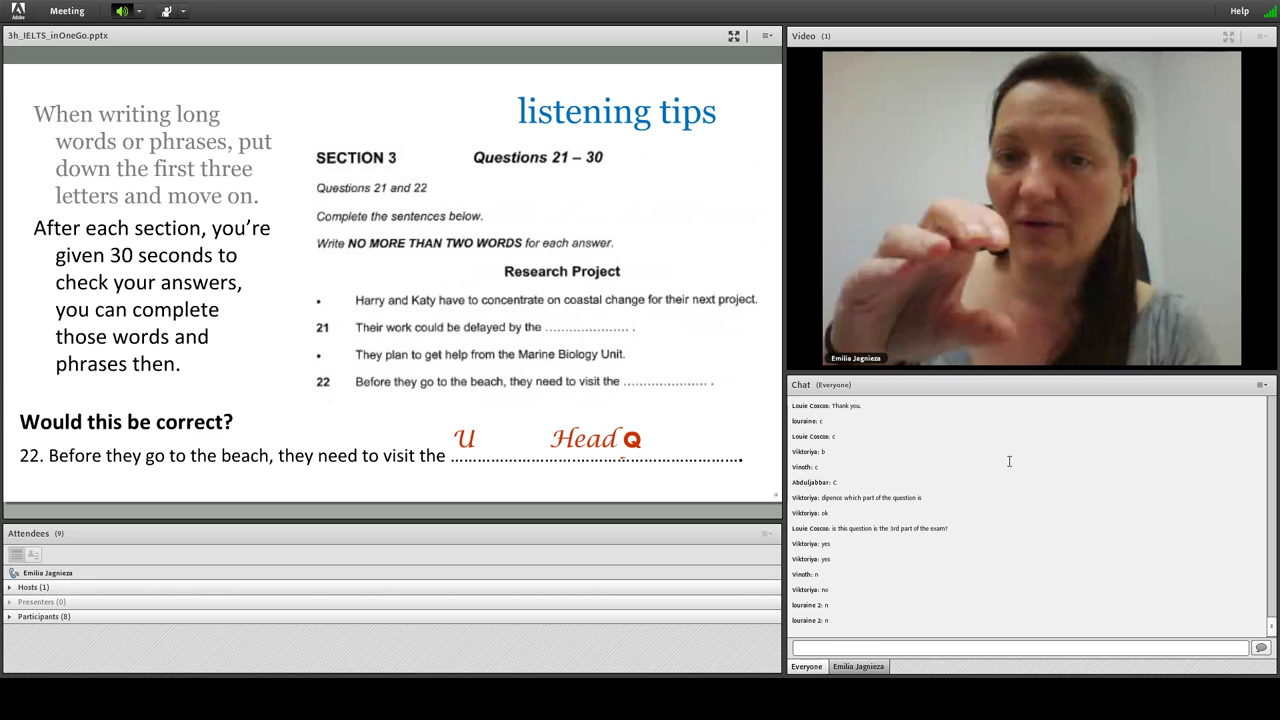 Adobe
Meeting
Help
3h_IELTS_inOneGo.pptx
listening tips
When writing long
words or phrases, put
down the first three
letters and move on.
After each section, you’re
given 30 seconds to
check your answers,
you can complete
those words and
phrases then.
SECTION 3 Questions 21 – 30
Questions 21 and 22
Complete the sentences below.
Write NO MORE THAN TWO WORDS for each answer.
Research Project
• Harry and Katy have to concentrate on coastal change for their next project.
21 Their work could be delayed by the ........................ .
• They plan to get help from the Marine Biology Unit.
22 Before they go to the beach, they need to visit the ........................ .
Would this be correct?
U Head Q
22. Before they go to the beach, they need to visit the ........................................................................
Attendees (9)
Emilia Jagnieza
Hosts (1)
Presenters (0)
Participants (8)
Video (1)
Emilia Jagnieza
Chat (Everyone)
Louie Coscos: Thank you.
louraine: c
Louie Coscos: c
Viktoriya: b
Vinoth: c
Abduljabbar: C
Viktoriya: dipence which part of the question is
Viktoriya: ok
Louie Coscos: is this question is the 3rd part of the exam?
Viktoriya: yes
Viktoriya: yes
Vinoth: n
Viktoriya: no
louraine 2: n
louraine 2: n
Everyone Emilia Jagnieza